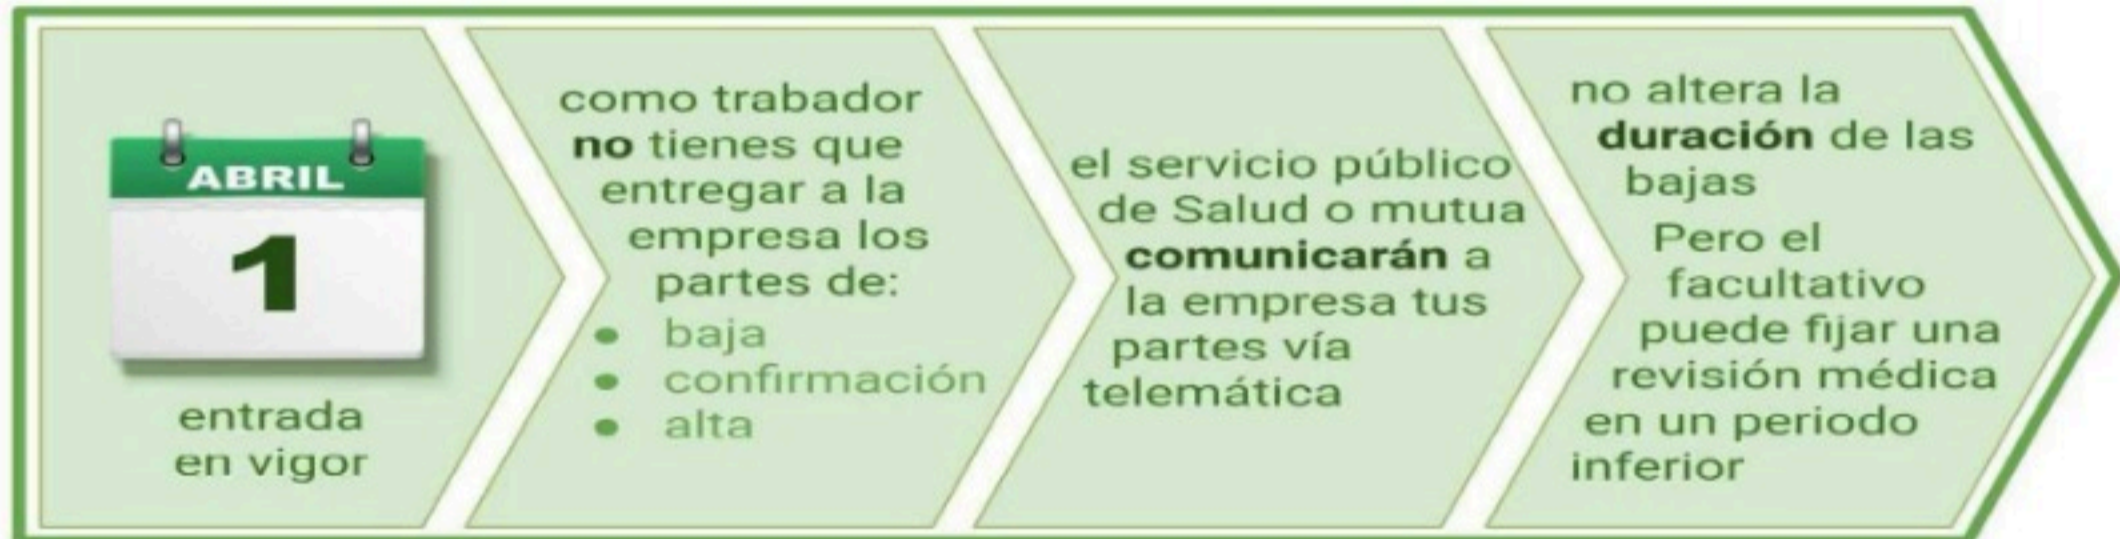 ABRIL
1
entrada
en vigor
como trabador
no tienes que
entregar a la
empresa los
partes de:
• baja
• confirmación
• alta
el servicio público
de Salud o mutua
comunicarán a
la empresa tus
partes vía
telemática
no altera la
duración de las
bajas
Pero el
facultativo
puede fijar una
revisión médica
en un periodo
inferior